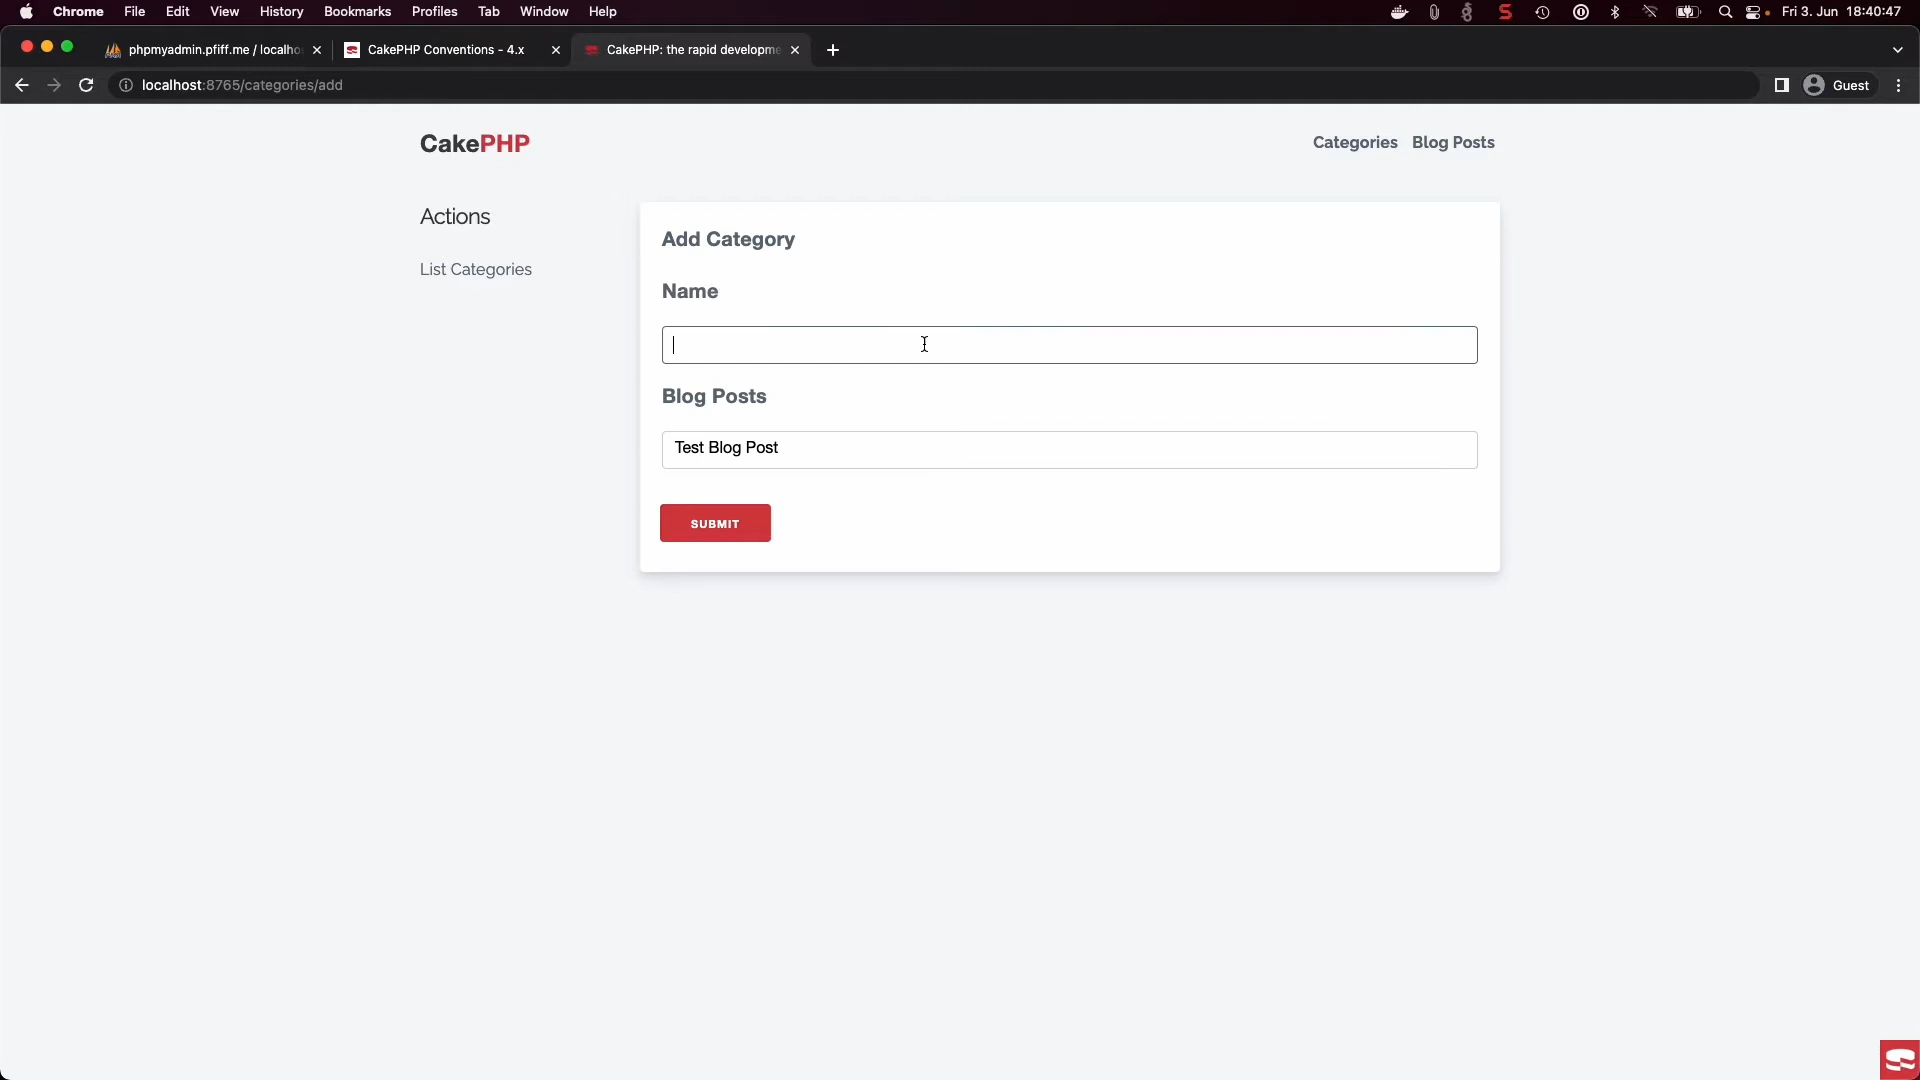 Chrome File Edit View History Bookmarks Profiles Tab Window Help Fri 3. Jun 18:40:47
phpmyadmin.pfiff.me / localho CakePHP Conventions - 4.x CakePHP: the rapid developme
localhost:8765/categories/add Guest
CakePHP Categories Blog Posts
Actions
List Categories
Add Category
Name
Blog Posts
Test Blog Post
SUBMIT